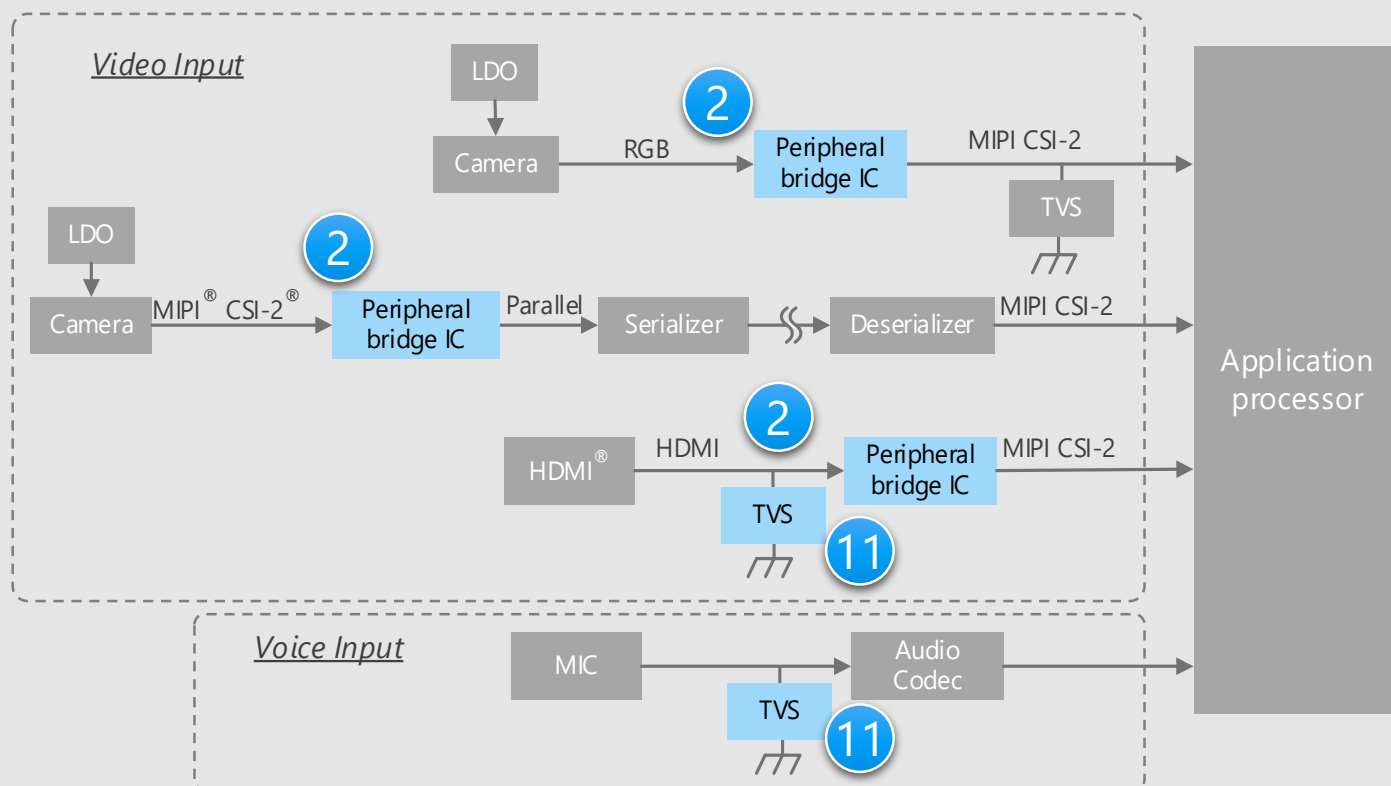 Video Input
LDO
2
Camera
RGB
Peripheral
bridge IC
MIPI CSI-2
TVS
LDO
2
Camera
MIPI® CSI-2®
Peripheral
bridge IC
Parallel
Serializer
Deserializer
MIPI CSI-2
Application
processor
2
HDMI®
HDMI
Peripheral
bridge IC
MIPI CSI-2
TVS
11
Voice Input
MIC
Audio
Codec
TVS
11